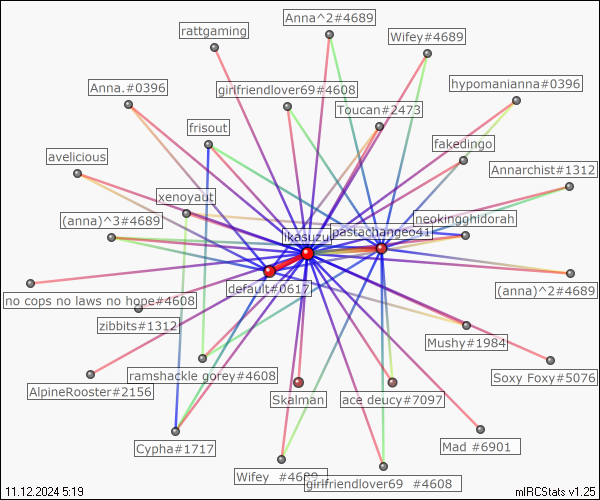 Anna^2#4689
rattgaming
Wifey#4689
hypomanianna#0396
Anna.#0396
girlfriendlover69#4608
Toucan#2473
frisout
fakedingo
avelicious
Annarchist#1312
xenoyaut
(anna)^3#4689
neokingghidorah
pastachangeo41
likasuzu
default#0617
(anna)^2#4689
no cops no laws no hope#4608
zibbits#1312
Mushy#1984
ramshackle gorey#4608
Soxy Foxy#5076
AlpineRooster#2156
Skalman
ace deucy#7097
Cypha#1717
Mad #6901
Wifey #4689
girlfriendlover69 #4608
11.12.2024 5:19
mIRCStats v1.25